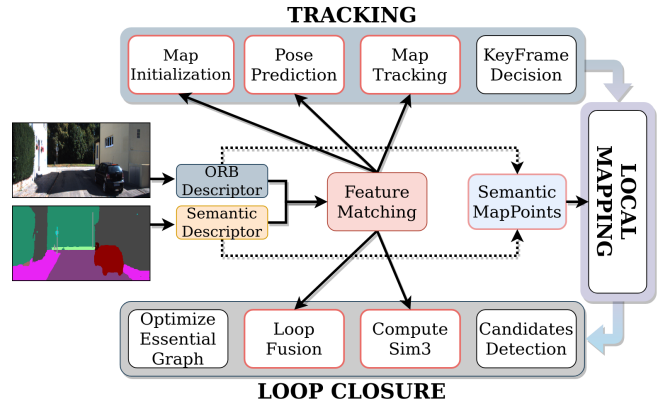 TRACKING
Map
Initialization
Pose
Prediction
Map
Tracking
KeyFrame
Decision
ORB
Descriptor
Semantic
Descriptor
Feature
Matching
Semantic
MapPoints
LOCAL
MAPPING
Optimize
Essential
Graph
Loop
Fusion
Compute
Sim3
Candidates
Detection
LOOP CLOSURE